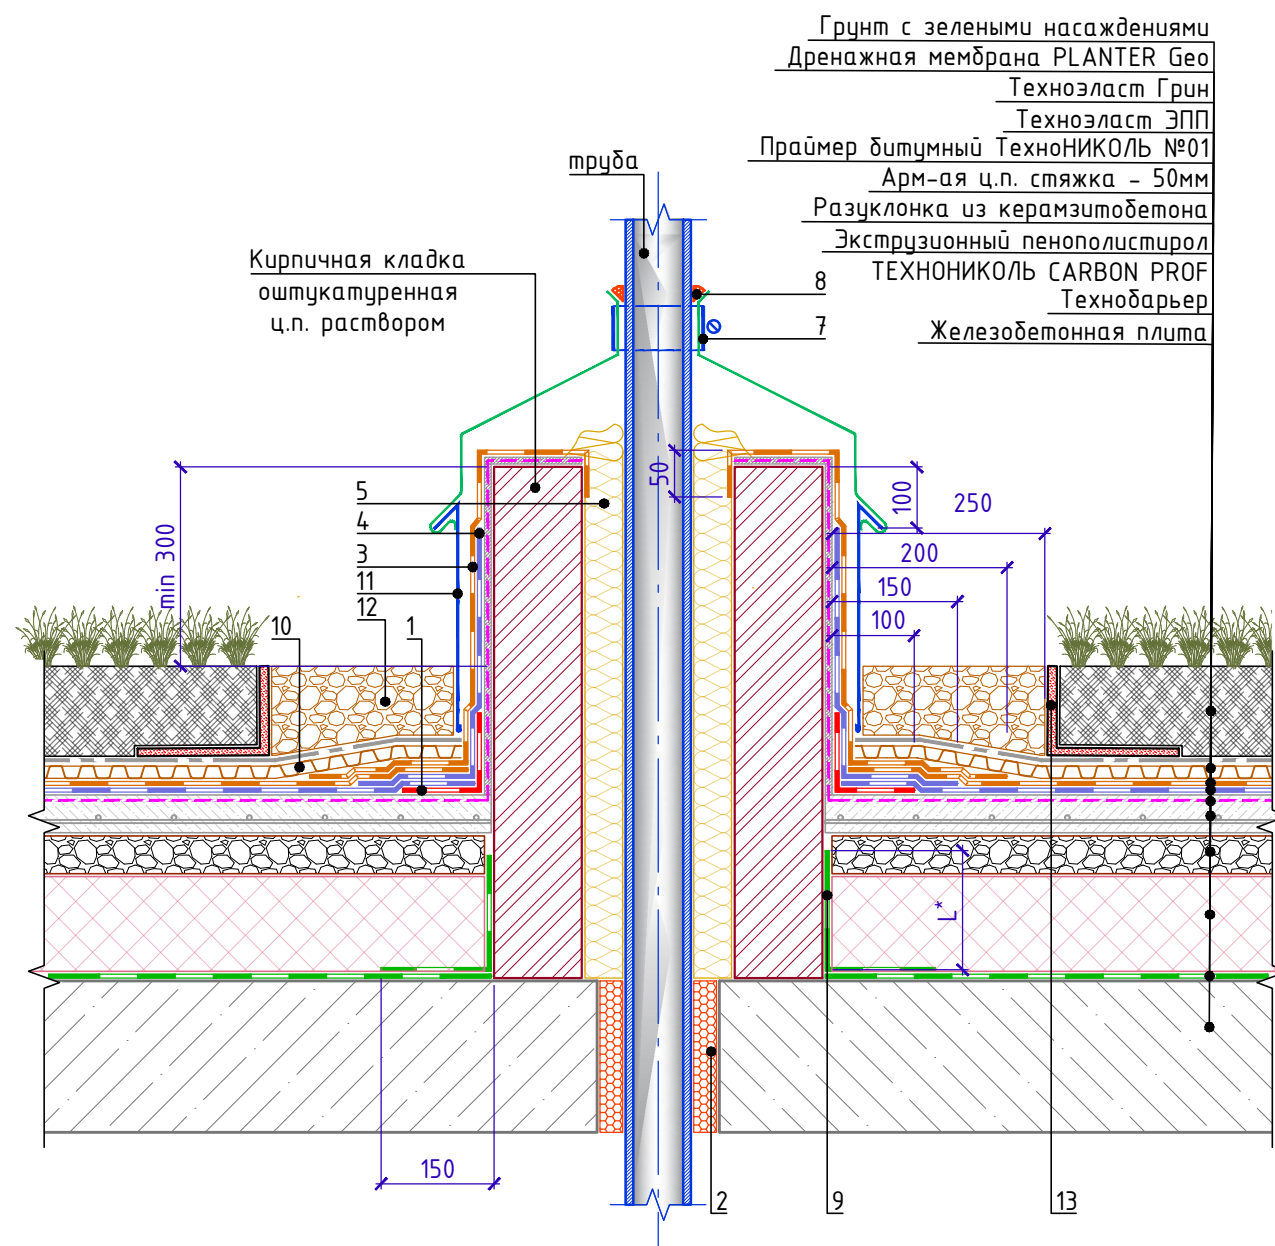 Грунт с зелеными насаждениями
Дренажная мембрана PLANTER Geo
Техноэласт Грин
Техноэласт ЭПП
Праймер битумный ТехноНИКОЛЬ №01
Арм-ая ц.п. стяжка - 50мм
Разуклонка из керамзитобетона
Экструзионный пенополистирол
ТЕХНОНИКОЛЬ CARBON PROF
Технобарьер
Железобетонная плита
труба
Кирпичная кладка
оштукатуренная
ц.п. раствором
8
7
5
4
3
11
12
10
1
min 300
50
100
250
200
150
100
L*
150
2
9
13